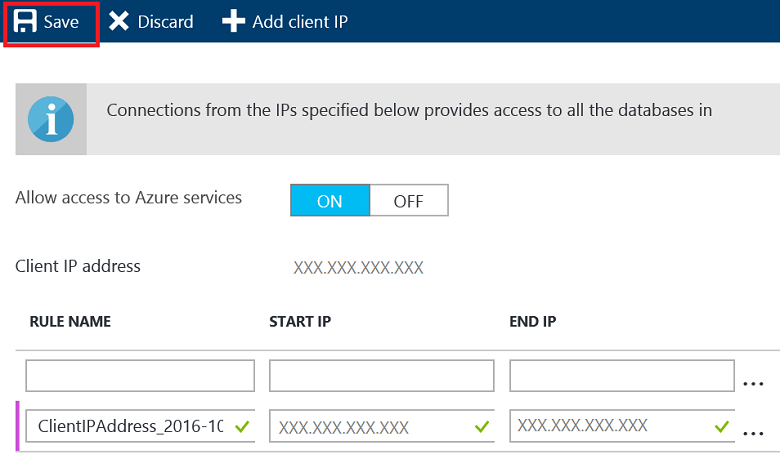 Save Discard Add client IP
Connections from the IPs specified below provides access to all the databases in
Allow access to Azure services ON OFF
Client IP address XXX.XXX.XXX.XXX
RULE NAME START IP END IP
...
ClientIPAddress_2016-10 XXX.XXX.XXX.XXX XXX.XXX.XXX.XXX ...